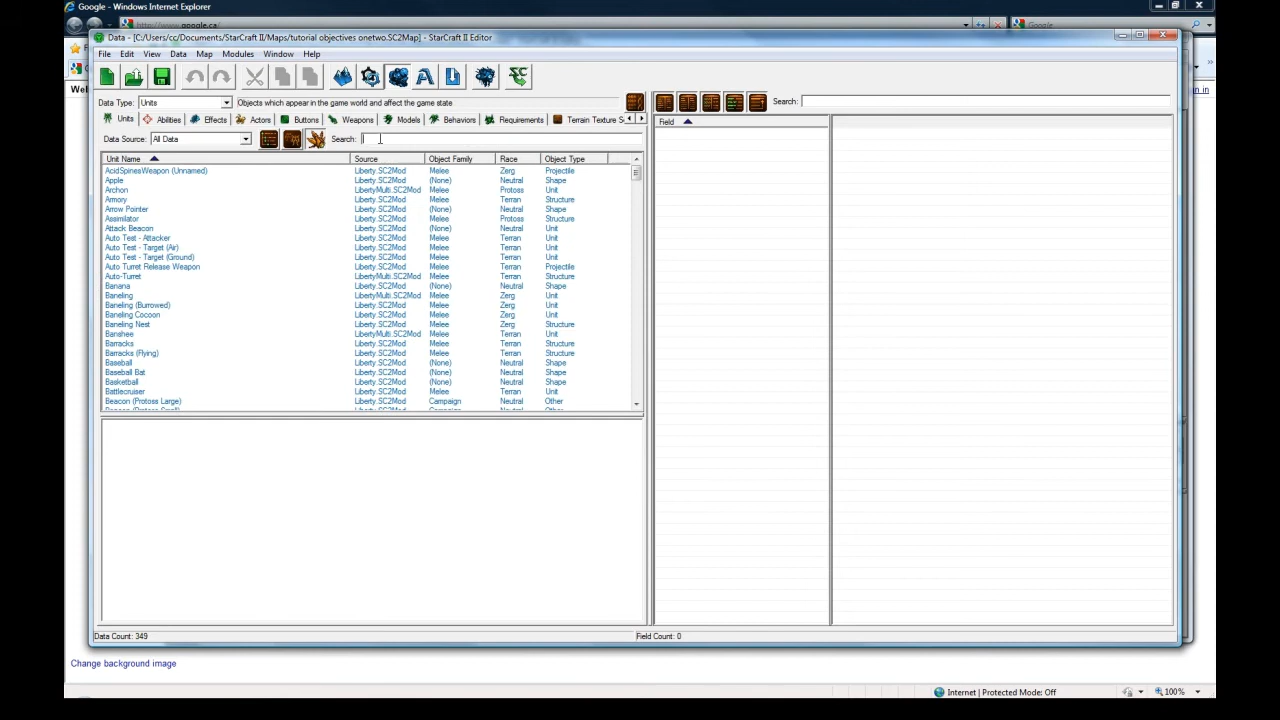 Google - Windows Internet Explorer
http://www.google.ca/
Google
Data - [C:/Users/cc/Documents/StarCraft II/Maps/tutorial objectives onetwo.SC2Map] - StarCraft II Editor
File Edit View Data Map Modules Window Help
Data Type: Units Objects which appear in the game world and affect the game state
Search:
Units Abilities Effects Actors Buttons Weapons Models Behaviors Requirements Terrain Texture S
Data Source: All Data Search:
Field
Unit Name Source Object Family Race Object Type
AcidSpinesWeapon (Unnamed) Liberty.SC2Mod Melee Zerg Projectile
Apple Liberty.SC2Mod (None) Neutral Shape
Archon LibertyMulti.SC2Mod Melee Protoss Unit
Armory Liberty.SC2Mod Melee Terran Structure
Arrow Pointer Liberty.SC2Mod (None) Neutral Shape
Assimilator Liberty.SC2Mod Melee Protoss Structure
Attack Beacon Liberty.SC2Mod (None) Neutral Unit
Auto Test - Attacker Liberty.SC2Mod Melee Terran Unit
Auto Test - Target (Air) Liberty.SC2Mod Melee Terran Unit
Auto Test - Target (Ground) Liberty.SC2Mod Melee Terran Unit
Auto Turret Release Weapon Liberty.SC2Mod Melee Terran Projectile
Auto-Turret LibertyMulti.SC2Mod Melee Terran Structure
Banana Liberty.SC2Mod (None) Neutral Shape
Baneling LibertyMulti.SC2Mod Melee Zerg Unit
Baneling (Burrowed) Liberty.SC2Mod Melee Zerg Unit
Baneling Cocoon Liberty.SC2Mod Melee Zerg Unit
Baneling Nest Liberty.SC2Mod Melee Zerg Structure
Banshee LibertyMulti.SC2Mod Melee Terran Unit
Barracks Liberty.SC2Mod Melee Terran Structure
Barracks (Flying) Liberty.SC2Mod Melee Terran Structure
Baseball Liberty.SC2Mod (None) Neutral Shape
Baseball Bat Liberty.SC2Mod (None) Neutral Shape
Basketball Liberty.SC2Mod (None) Neutral Shape
Battlecruiser Liberty.SC2Mod Melee Terran Unit
Beacon (Protoss Large) Liberty.SC2Mod Campaign Neutral Other
Data Count: 349
Field Count: 0
Change background image
Internet | Protected Mode: Off
100%